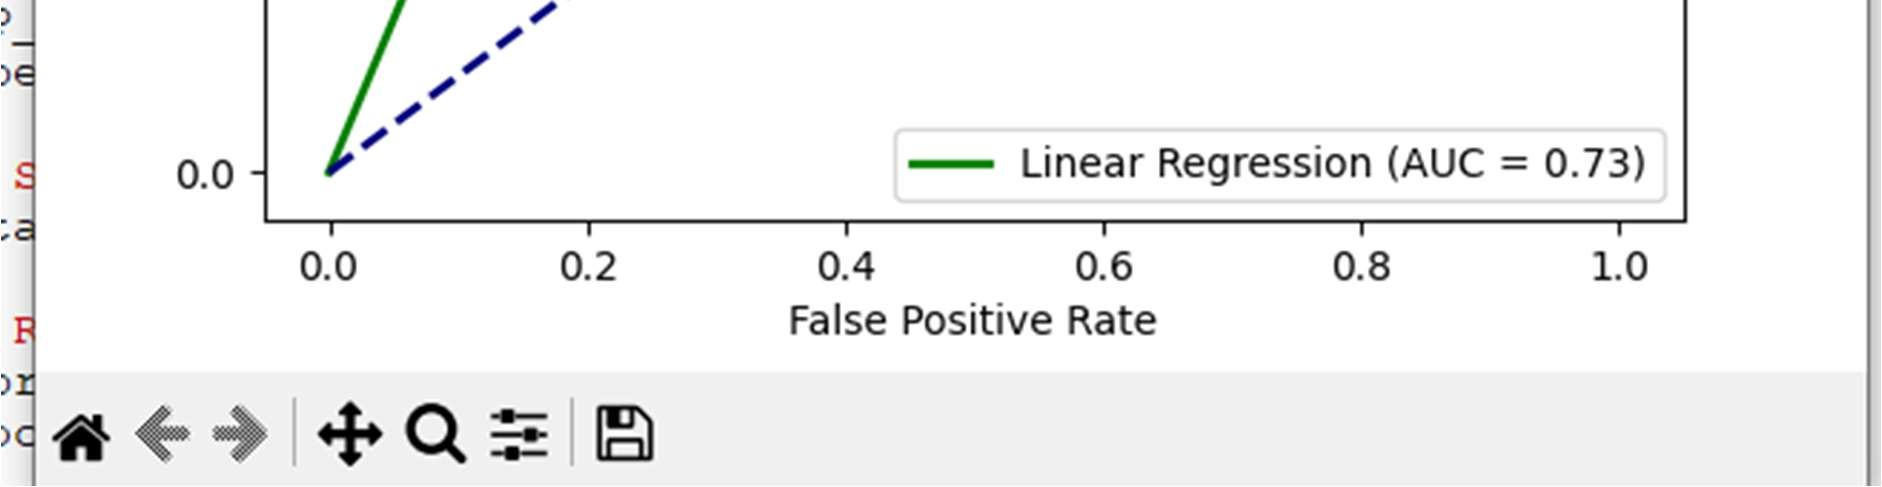 0.0
Linear Regression (AUC = 0.73)
0.0 0.2 0.4 0.6 0.8 1.0
False Positive Rate